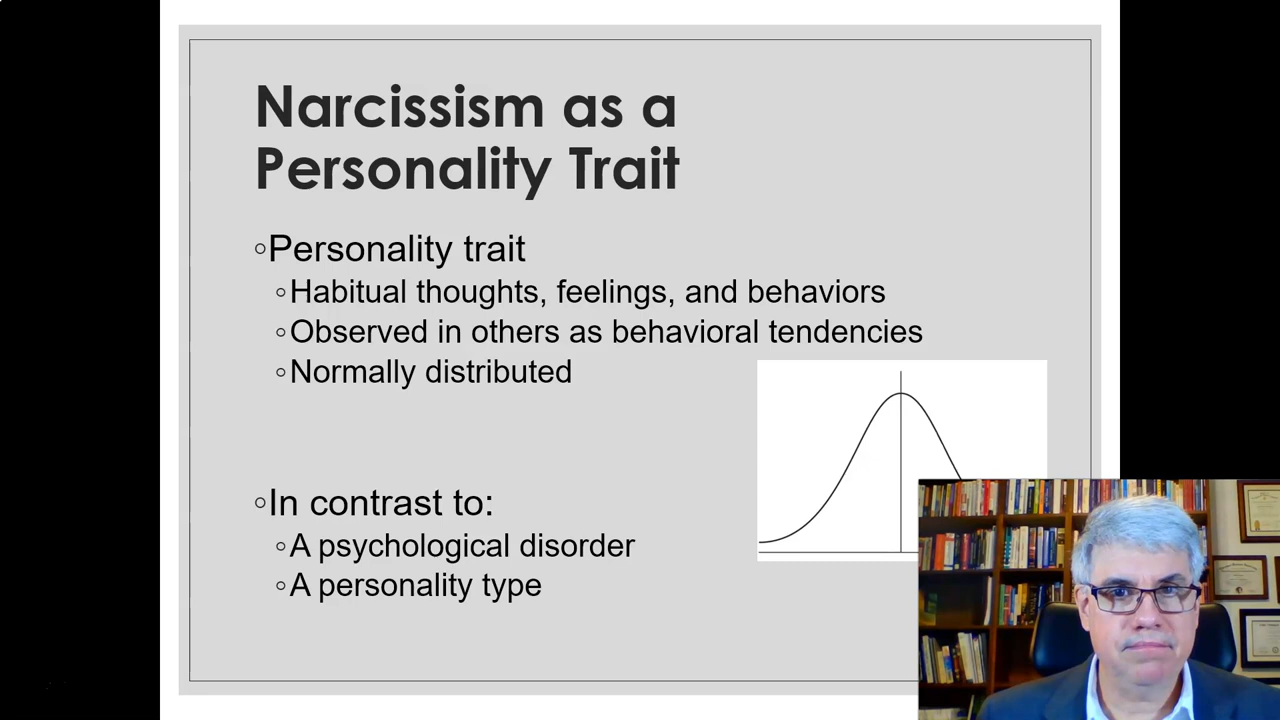 Narcissism as a
Personality Trait
◦Personality trait
◦Habitual thoughts, feelings, and behaviors
◦Observed in others as behavioral tendencies
◦Normally distributed
◦In contrast to:
◦A psychological disorder
◦A personality type